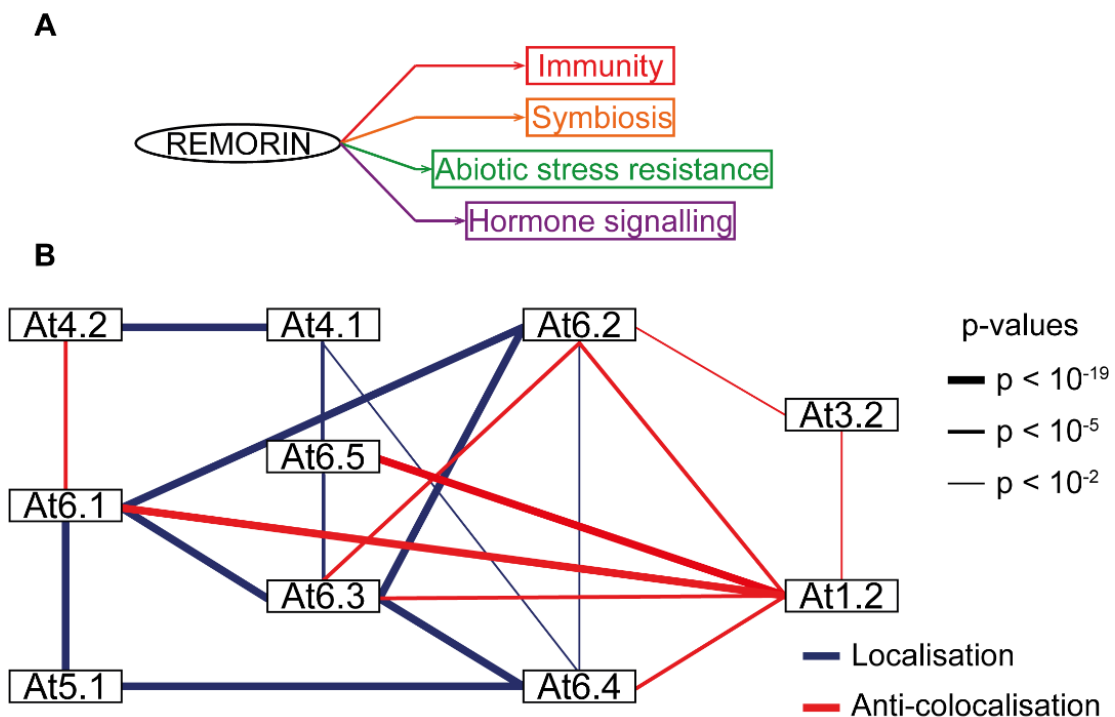 A
REMORIN
Immunity
Symbiosis
Abiotic stress resistance
Hormone signalling
B
At4.2
At4.1
At6.2
At3.2
At6.5
At6.1
At6.3
At1.2
At5.1
At6.4
p-values
p < 10⁻¹⁹
p < 10⁻⁵
p < 10⁻²
Localisation
Anti-colocalisation